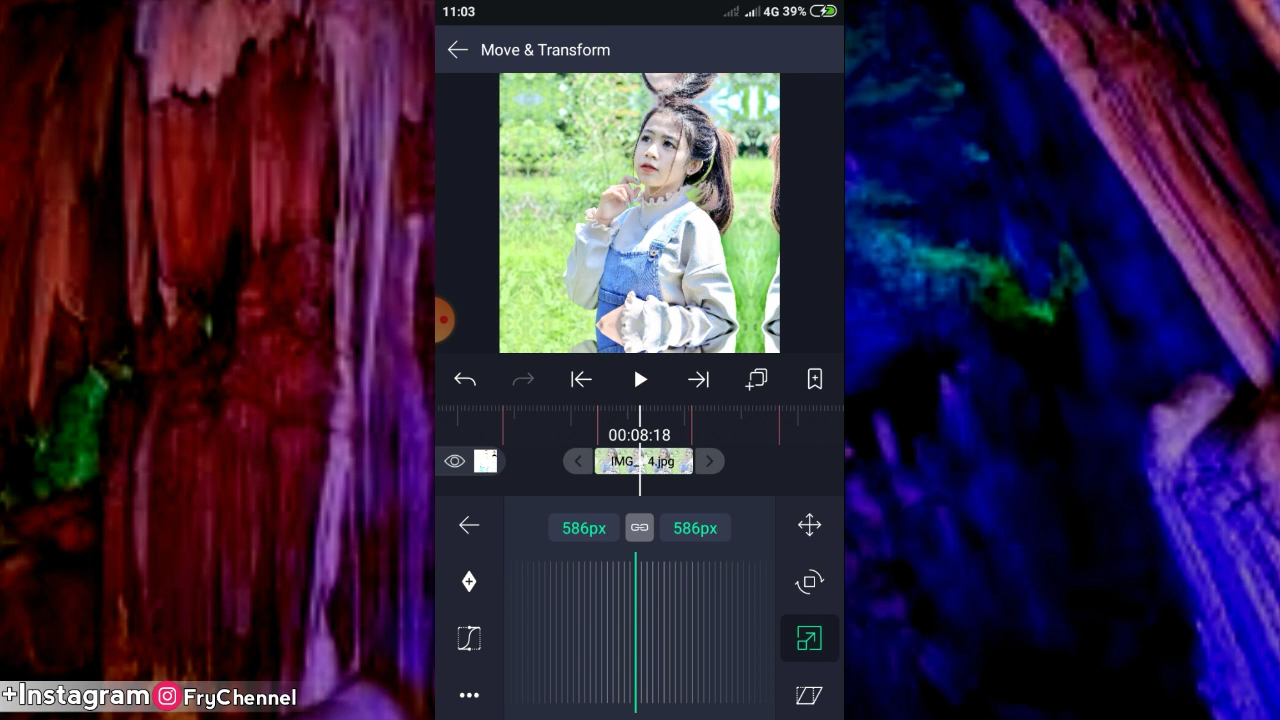 11:03
4G 39%
Move & Transform
00:08:18
IMG_ 4.jpg
586px
586px
+Instagram FryChennel